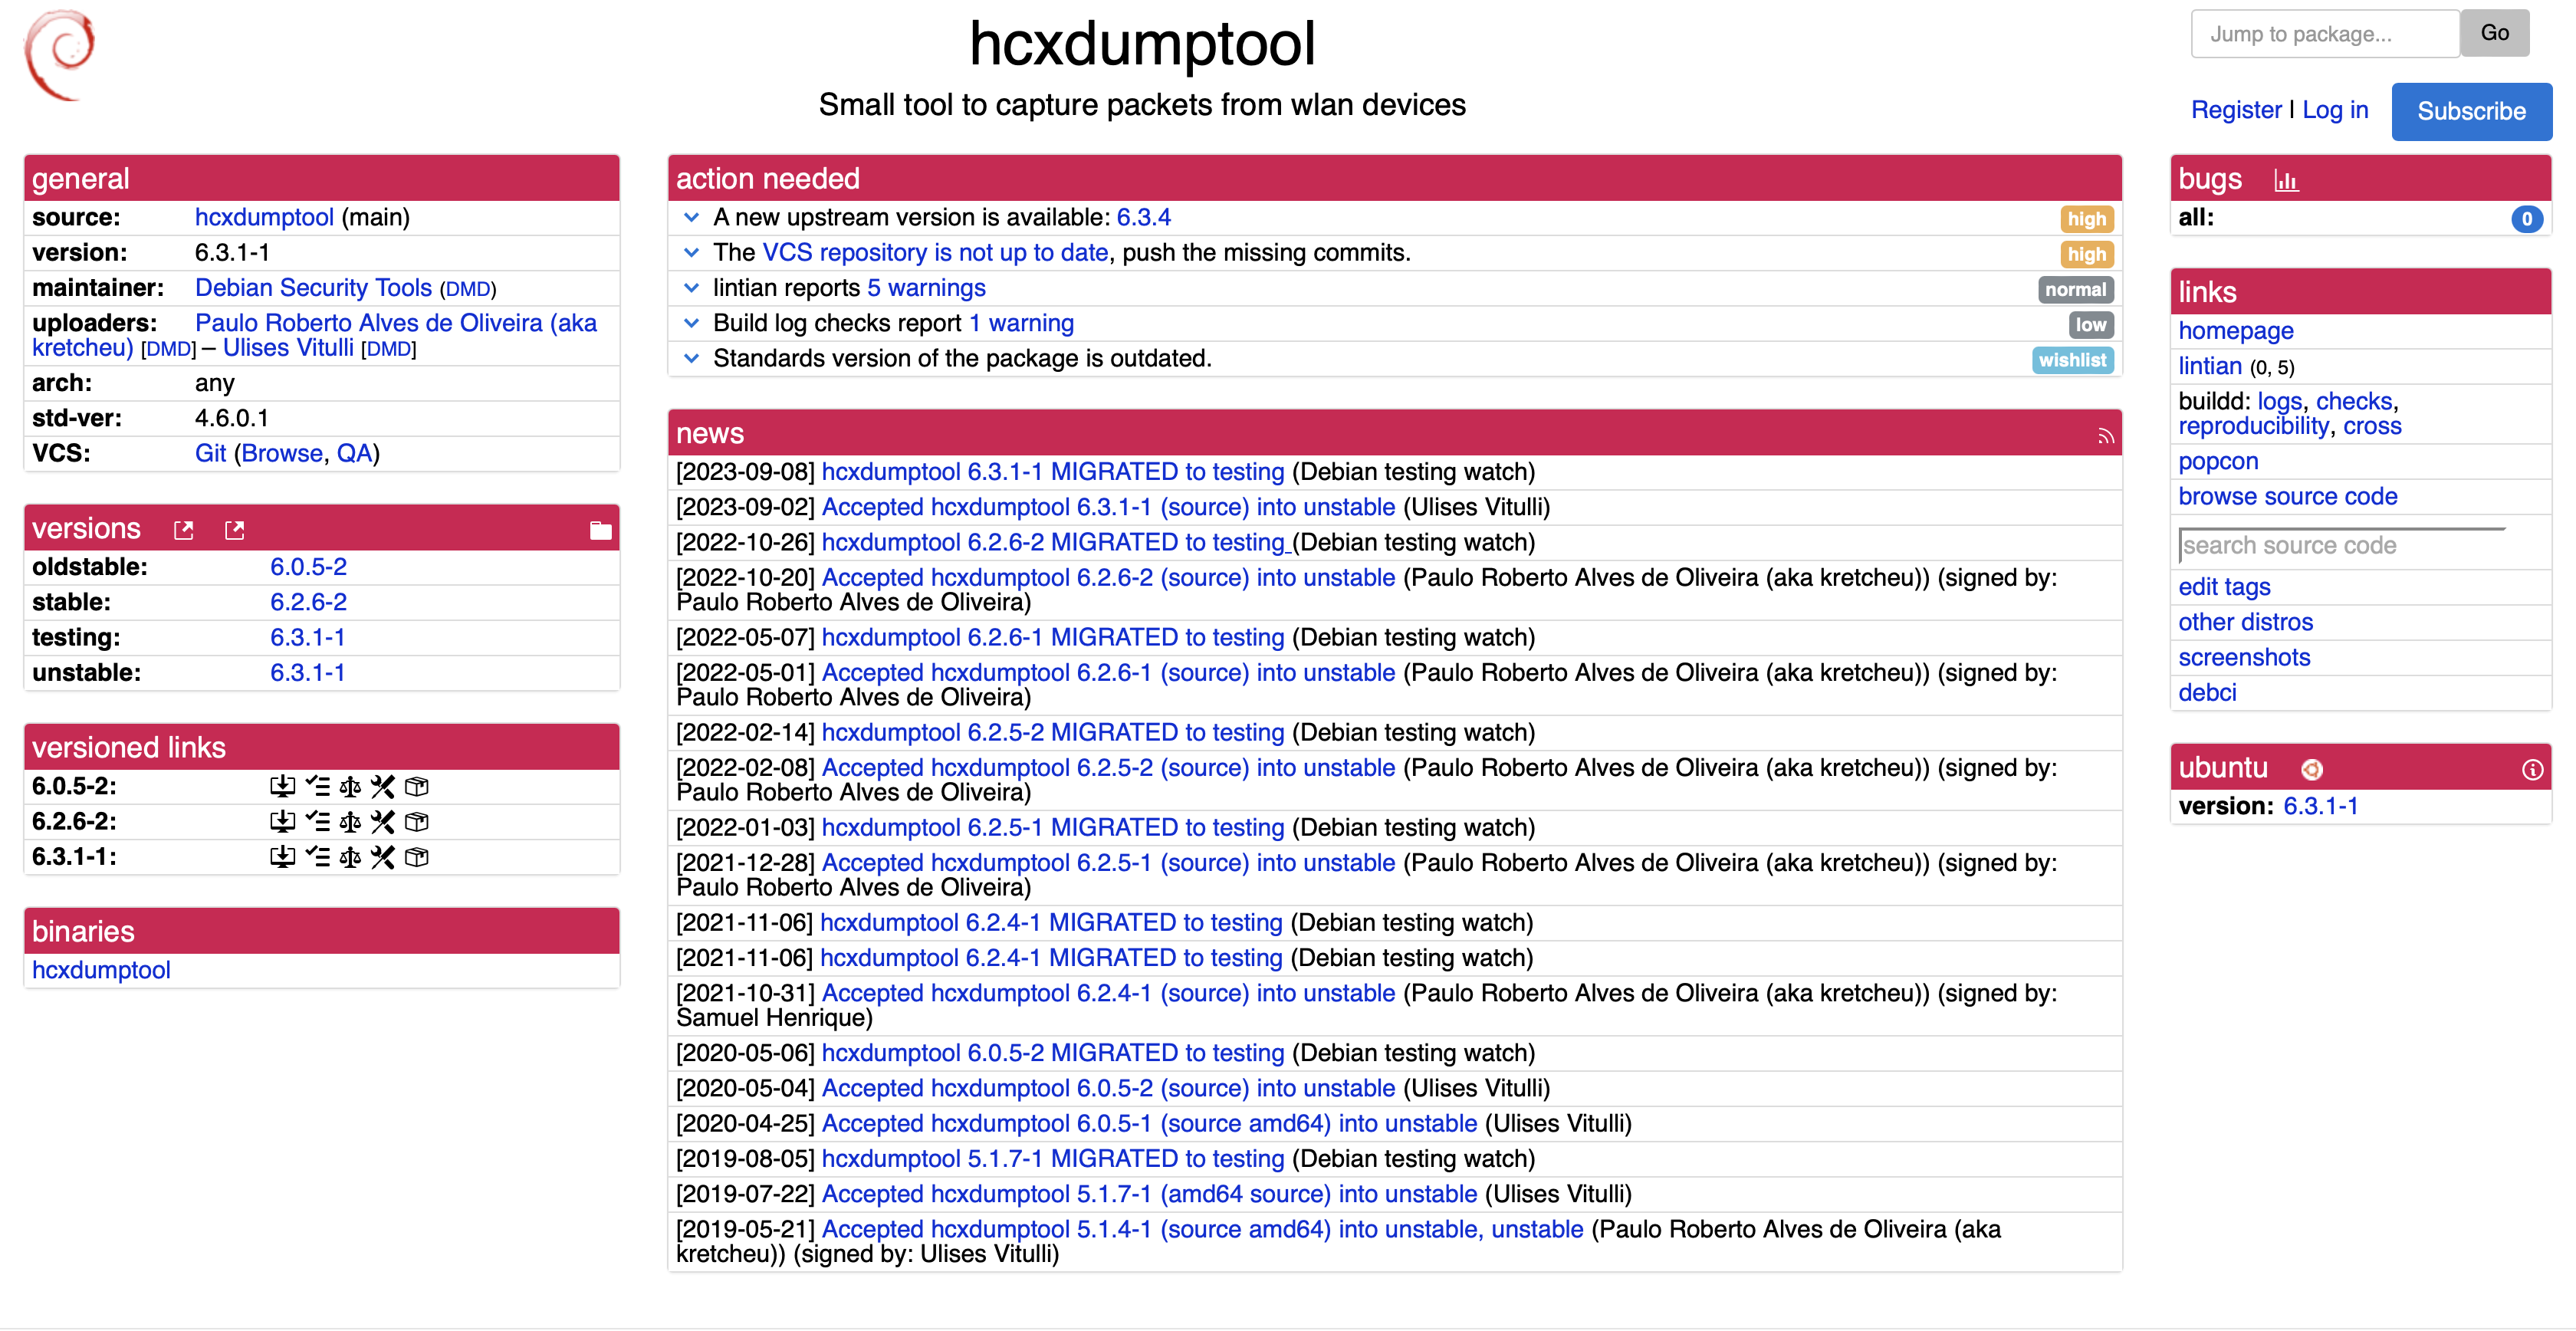 hcxdumptool
Small tool to capture packets from wlan devices
Jump to package...
Go
Register | Log in
Subscribe
general
source: hcxdumptool (main)
version: 6.3.1-1
maintainer: Debian Security Tools (DMD)
uploaders: Paulo Roberto Alves de Oliveira (aka
kretcheu) [DMD] – Ulises Vitulli [DMD]
arch: any
std-ver: 4.6.0.1
VCS: Git (Browse, QA)
versions
oldstable: 6.0.5-2
stable: 6.2.6-2
testing: 6.3.1-1
unstable: 6.3.1-1
versioned links
6.0.5-2:
6.2.6-2:
6.3.1-1:
binaries
hcxdumptool
action needed
A new upstream version is available: 6.3.4 high
The VCS repository is not up to date, push the missing commits. high
lintian reports 5 warnings normal
Build log checks report 1 warning low
Standards version of the package is outdated. wishlist
news
[2023-09-08] hcxdumptool 6.3.1-1 MIGRATED to testing (Debian testing watch)
[2023-09-02] Accepted hcxdumptool 6.3.1-1 (source) into unstable (Ulises Vitulli)
[2022-10-26] hcxdumptool 6.2.6-2 MIGRATED to testing (Debian testing watch)
[2022-10-20] Accepted hcxdumptool 6.2.6-2 (source) into unstable (Paulo Roberto Alves de Oliveira (aka kretcheu)) (signed by:
Paulo Roberto Alves de Oliveira)
[2022-05-07] hcxdumptool 6.2.6-1 MIGRATED to testing (Debian testing watch)
[2022-05-01] Accepted hcxdumptool 6.2.6-1 (source) into unstable (Paulo Roberto Alves de Oliveira (aka kretcheu)) (signed by:
Paulo Roberto Alves de Oliveira)
[2022-02-14] hcxdumptool 6.2.5-2 MIGRATED to testing (Debian testing watch)
[2022-02-08] Accepted hcxdumptool 6.2.5-2 (source) into unstable (Paulo Roberto Alves de Oliveira (aka kretcheu)) (signed by:
Paulo Roberto Alves de Oliveira)
[2022-01-03] hcxdumptool 6.2.5-1 MIGRATED to testing (Debian testing watch)
[2021-12-28] Accepted hcxdumptool 6.2.5-1 (source) into unstable (Paulo Roberto Alves de Oliveira (aka kretcheu)) (signed by:
Paulo Roberto Alves de Oliveira)
[2021-11-06] hcxdumptool 6.2.4-1 MIGRATED to testing (Debian testing watch)
[2021-11-06] hcxdumptool 6.2.4-1 MIGRATED to testing (Debian testing watch)
[2021-10-31] Accepted hcxdumptool 6.2.4-1 (source) into unstable (Paulo Roberto Alves de Oliveira (aka kretcheu)) (signed by:
Samuel Henrique)
[2020-05-06] hcxdumptool 6.0.5-2 MIGRATED to testing (Debian testing watch)
[2020-05-04] Accepted hcxdumptool 6.0.5-2 (source) into unstable (Ulises Vitulli)
[2020-04-25] Accepted hcxdumptool 6.0.5-1 (source amd64) into unstable (Ulises Vitulli)
[2019-08-05] hcxdumptool 5.1.7-1 MIGRATED to testing (Debian testing watch)
[2019-07-22] Accepted hcxdumptool 5.1.7-1 (amd64 source) into unstable (Ulises Vitulli)
[2019-05-21] Accepted hcxdumptool 5.1.4-1 (source amd64) into unstable, unstable (Paulo Roberto Alves de Oliveira (aka
kretcheu)) (signed by: Ulises Vitulli)
bugs
all: 0
links
homepage
lintian (0, 5)
buildd: logs, checks,
reproducibility, cross
popcon
browse source code
search source code
edit tags
other distros
screenshots
debci
ubuntu
version: 6.3.1-1